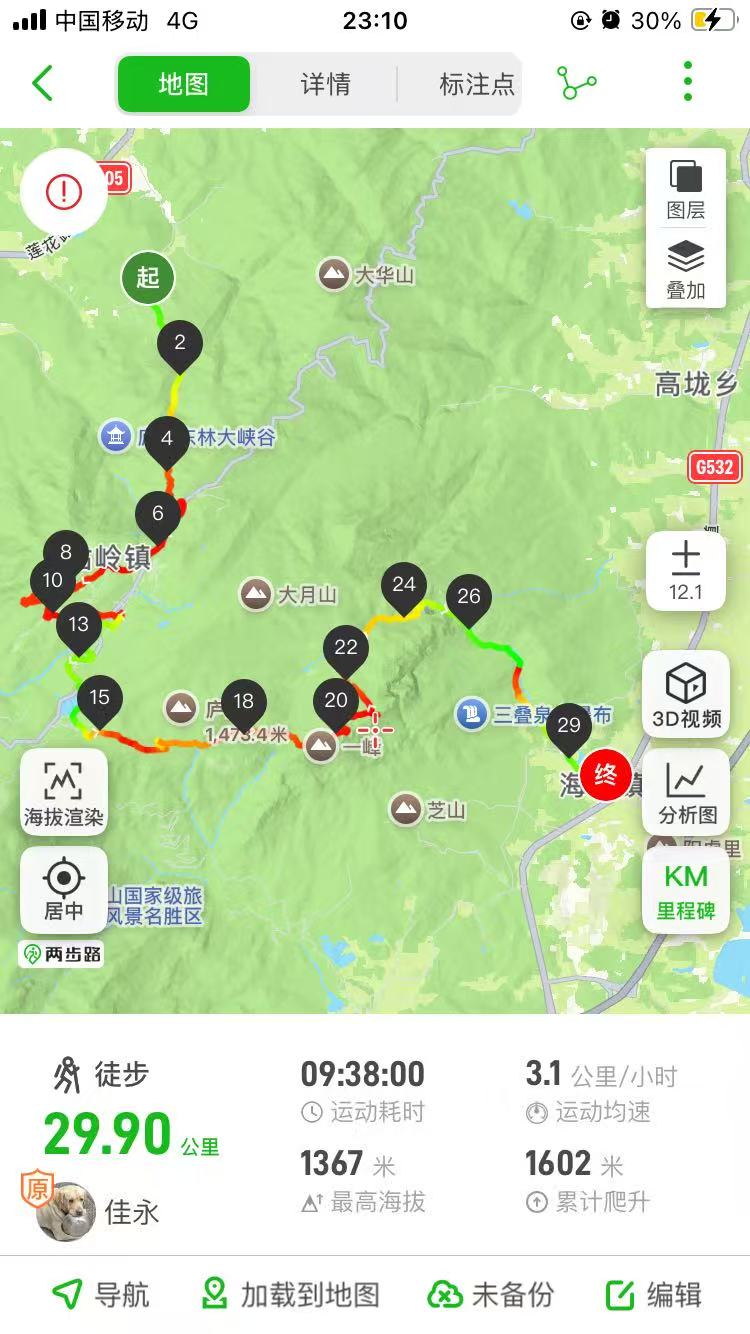 中国移动 4G 23:10 30%
地图 详情 标注点
05
莲花
图层
叠加
起
大华山
2
高垅乡
4
东林大峡谷
G532
6
岭镇
8
10
12.1
大月山
24
26
13
22
15
18
20
3D视频
三叠泉 布
29
1,473.4米
一峰
终
海
镇
海拔渲染
芝山
分析图
KM
里程碑
居中
山国家级旅
风景名胜区
两步路
徒步
29.90 公里
原
佳永
09:38:00
运动耗时
3.1 公里/小时
运动均速
1367 米
最高海拔
1602 米
累计爬升
导航 加载到地图 未备份 编辑